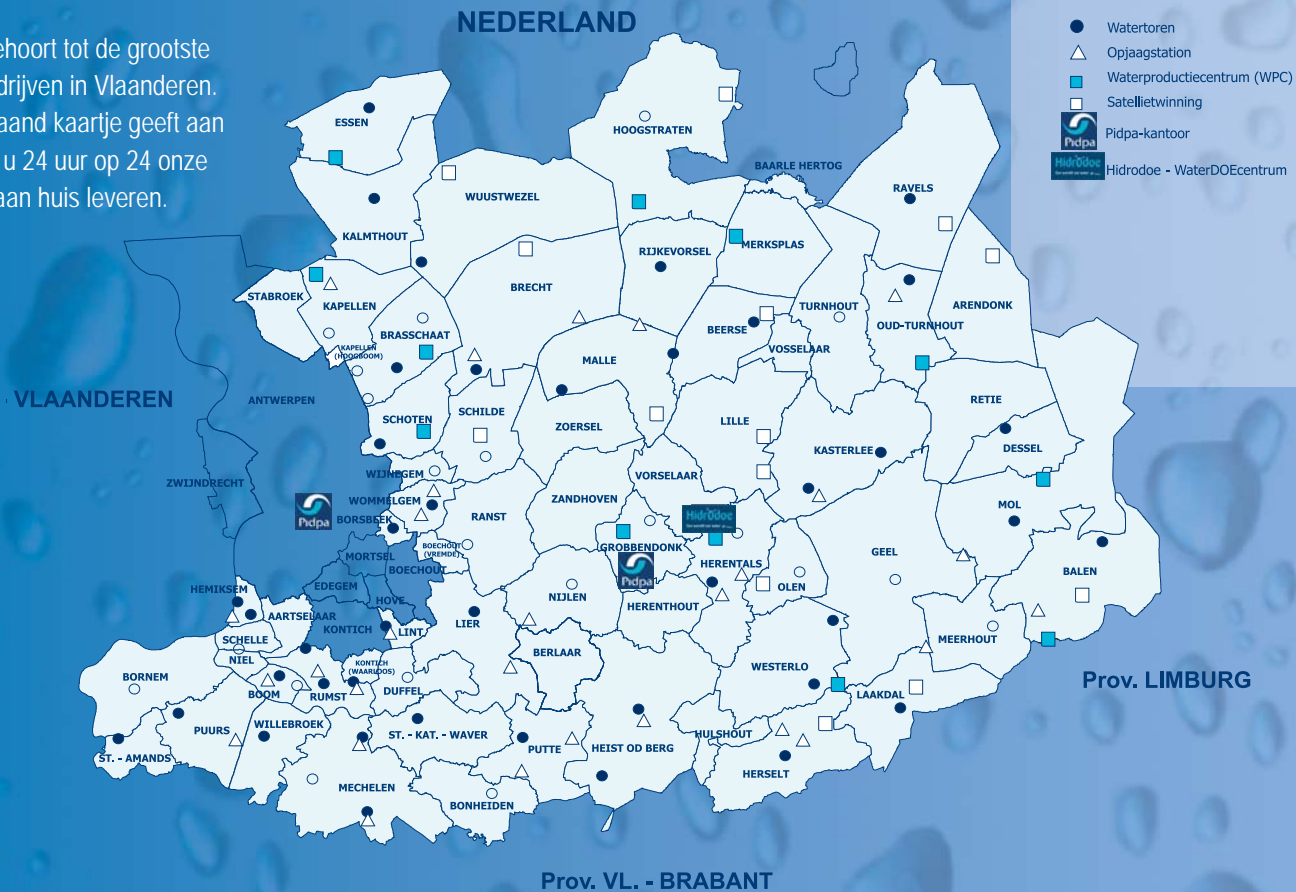 NEDERLAND
ehoort tot de grootste
drijven in Vlaanderen.
aand kaartje geeft aan
u 24 uur op 24 onze
aan huis leveren.
Watertoren
Opjaagstation
Waterproductiecentrum (WPC)
Satellietwinning
Pidpa
Pidpa-kantoor
Hidrodoe
Hidrodoe - WaterDOEcentrum
ESSEN
HOOGSTRATEN
BAARLE HERTOG
RAVELS
WUUSTWEZEL
KALMTHOUT
RIJKEVORSEL
MERKSPLAS
STABROEK
KAPELLEN
BRECHT
TURNHOUT
ARENDONK
BRASSCHAAT
BEERSE
OUD-TURNHOUT
KAPELLEN
(HOOGBOOM)
MALLE
VOSSELAAR
VLAANDEREN
ANTWERPEN
RETIE
SCHOTEN
SCHILDE
ZOERSEL
LILLE
KASTERLEE
DESSEL
WIJNEGEM
VORSELAAR
ZWIJNDRECHT
WOMMELGEM
ZANDHOVEN
MOL
Pidpa
BORSBEEK
RANST
Hidrodoe
BOECHOUT
(VREMDE)
GROBBENDONK
GEEL
MORTSEL
BOECHOUT
HERENTALS
BALEN
Pidpa
HEMIKSEM
EDEGEM
HOVE
NIJLEN
OLEN
HERENTHOUT
AARTSELAAR
KONTICH
LINT
LIER
SCHELLE
MEERHOUT
NIEL
KONTICH
(WAARLOOS)
BERLAAR
WESTERLO
BORNEM
BOOM
RUMST
DUFFEL
LAAKDAL
Prov. LIMBURG
PUURS
WILLEBROEK
ST. - KAT. - WAVER
HULSHOUT
ST. - AMANDS
PUTTE
HEIST OD BERG
HERSELT
MECHELEN
BONHEIDEN
Prov. VL. - BRABANT